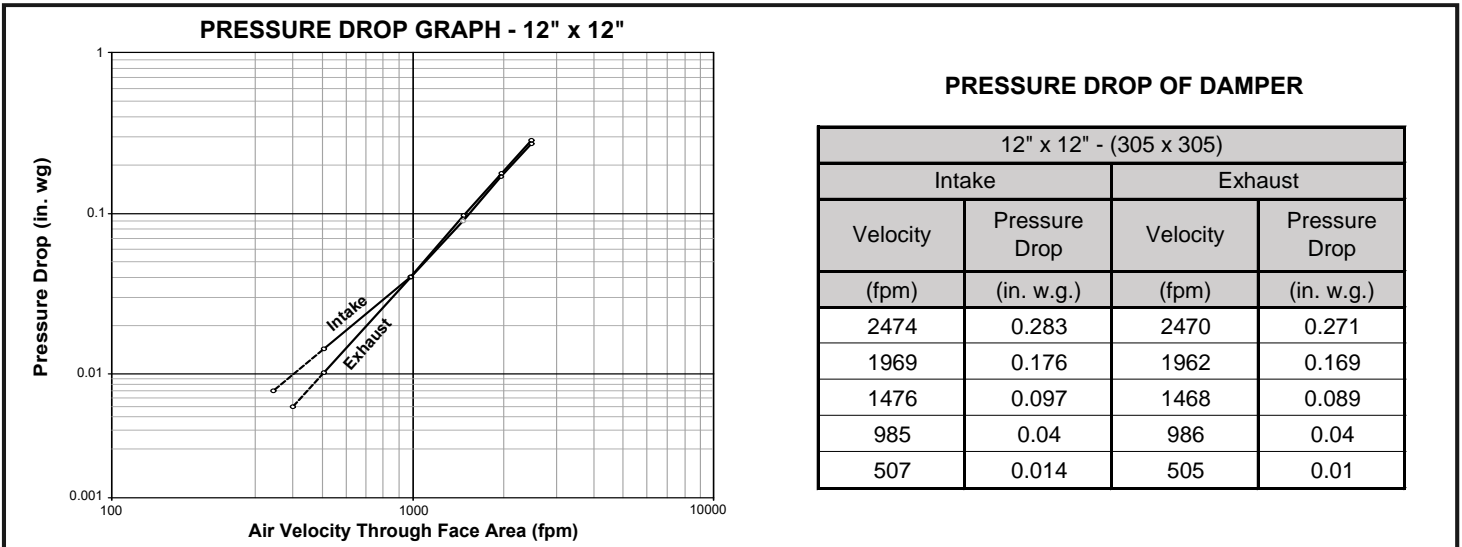 PRESSURE DROP GRAPH - 12" x 12"
1
0.1
0.01
0.001
100
1000
10000
Pressure Drop (in. wg)
Air Velocity Through Face Area (fpm)
Intake
Exhaust
PRESSURE DROP OF DAMPER
12" x 12" - (305 x 305)
Intake Exhaust
Velocity Pressure Drop Velocity Pressure Drop
(fpm) (in. w.g.) (fpm) (in. w.g.)
2474 0.283 2470 0.271
1969 0.176 1962 0.169
1476 0.097 1468 0.089
985 0.04 986 0.04
507 0.014 505 0.01